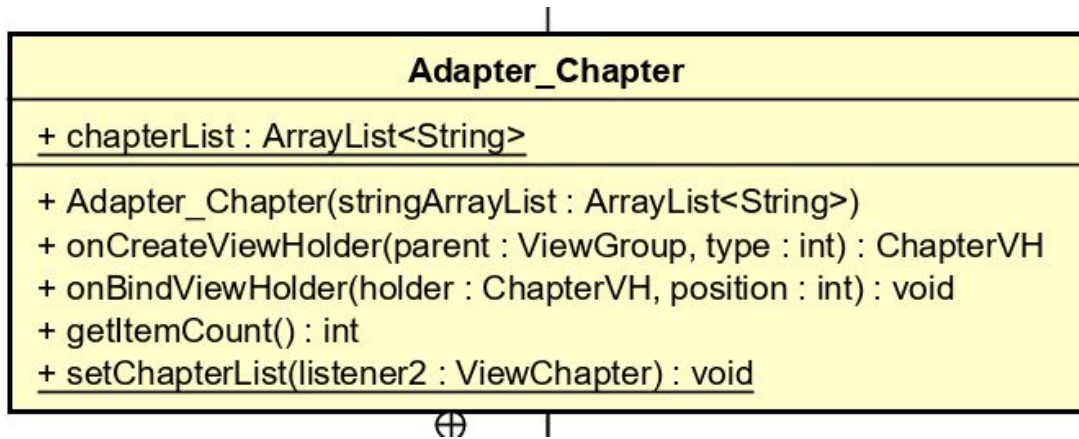 Adapter_Chapter
+ chapterList : ArrayList<String>
+ Adapter_Chapter(stringArrayList : ArrayList<String>)
+ onCreateViewHolder(parent : ViewGroup, type : int) : ChapterVH
+ onBindViewHolder(holder : ChapterVH, position : int) : void
+ getItemCount() : int
+ setChapterList(listener2 : ViewChapter) : void